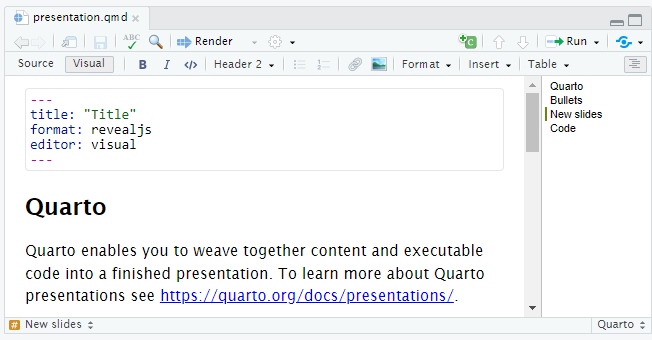 presentation.qmd
ABC Render Run
Source Visual B I </> Header 2 Format Insert Table
---
title: "Title"
format: revealjs
editor: visual
---
Quarto
Quarto enables you to weave together content and executable
code into a finished presentation. To learn more about Quarto
presentations see https://quarto.org/docs/presentations/.
Quarto
Bullets
New slides
Code
# New slides Quarto